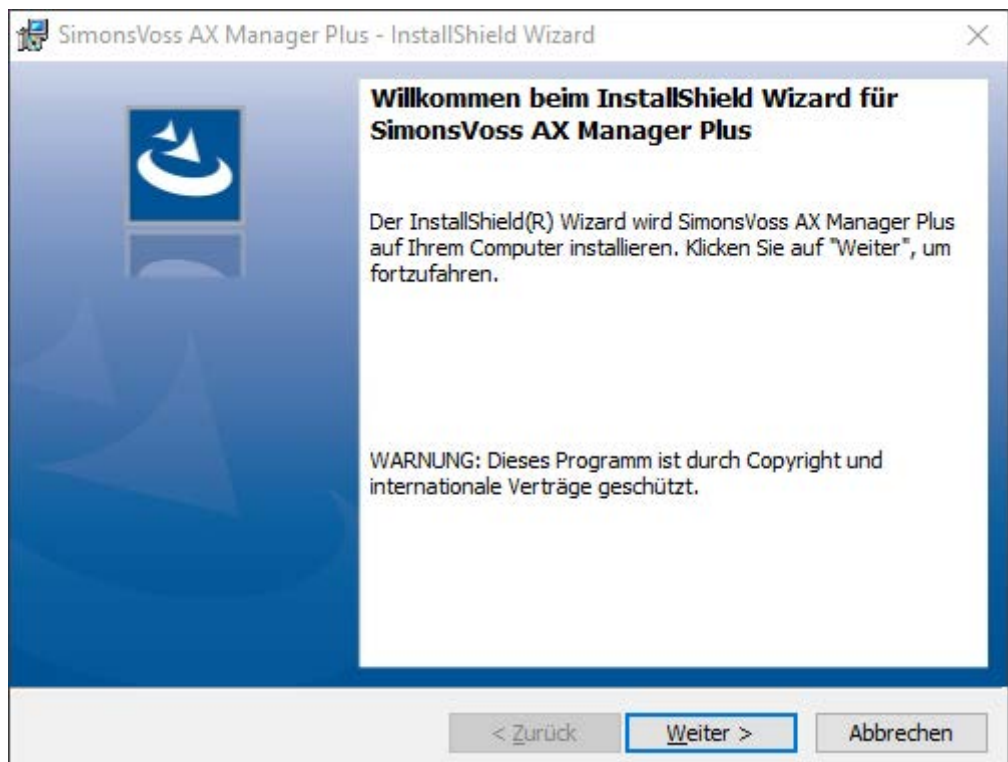 SimonsVoss AX Manager Plus - InstallShield Wizard
Willkommen beim InstallShield Wizard für
SimonsVoss AX Manager Plus
Der InstallShield(R) Wizard wird SimonsVoss AX Manager Plus
auf Ihrem Computer installieren. Klicken Sie auf "Weiter", um
fortzufahren.
WARNUNG: Dieses Programm ist durch Copyright und
internationale Verträge geschützt.
< Zurück Weiter > Abbrechen